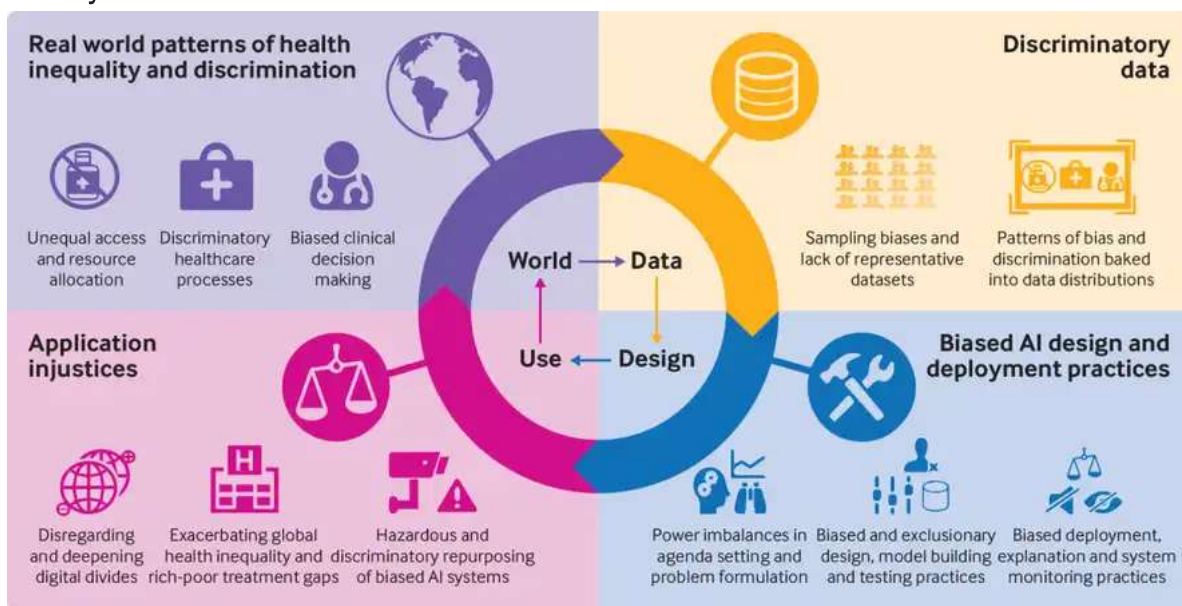 Real world patterns of health
inequality and discrimination
Unequal access
and resource
allocation
Discriminatory
healthcare
processes
Biased clinical
decision
making
Discriminatory
data
Sampling biases and
lack of representative
datasets
Patterns of bias and
discrimination baked
into data distributions
World
Data
Use
Design
Application
injustices
H
Disregarding
and deepening
digital divides
Exacerbating global
health inequality and
rich-poor treatment gaps
Hazardous and
discriminatory repurposing
of biased AI systems
Biased AI design and
deployment practices
Power imbalances in
agenda setting and
problem formulation
Biased and exclusionary
design, model building
and testing practices
Biased deployment,
explanation and system
monitoring practices